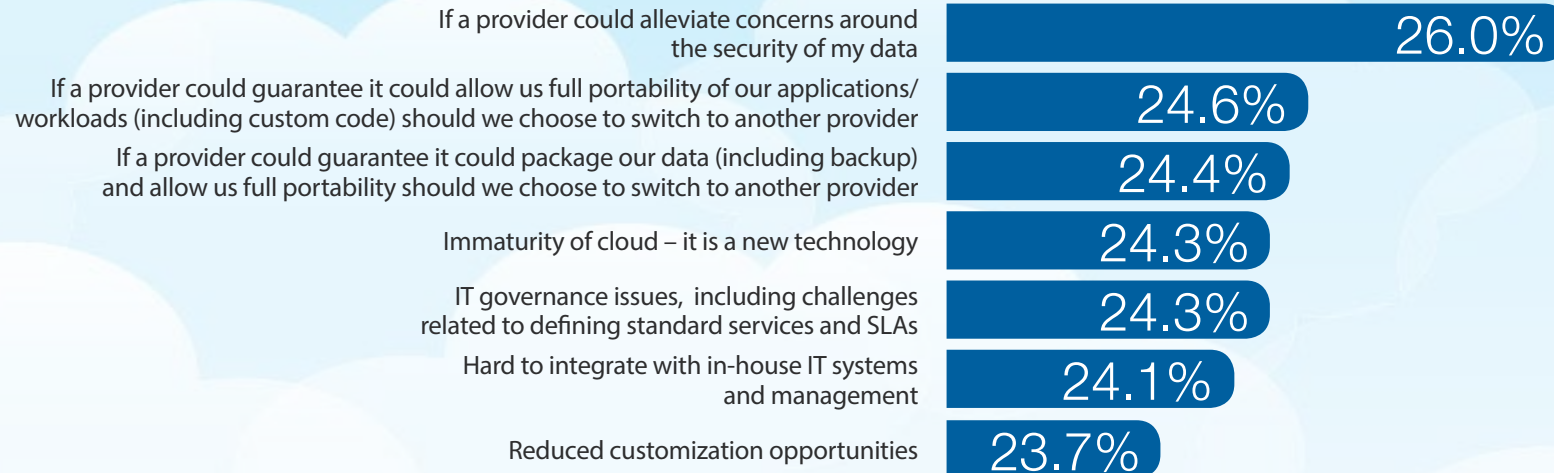 If a provider could alleviate concerns around
the security of my data
26.0%
If a provider could guarantee it could allow us full portability of our applications/
workloads (including custom code) should we choose to switch to another provider
24.6%
If a provider could guarantee it could package our data (including backup)
and allow us full portability should we choose to switch to another provider
24.4%
Immaturity of cloud – it is a new technology
24.3%
IT governance issues, including challenges
related to defining standard services and SLAs
24.3%
Hard to integrate with in-house IT systems
and management
24.1%
Reduced customization opportunities
23.7%